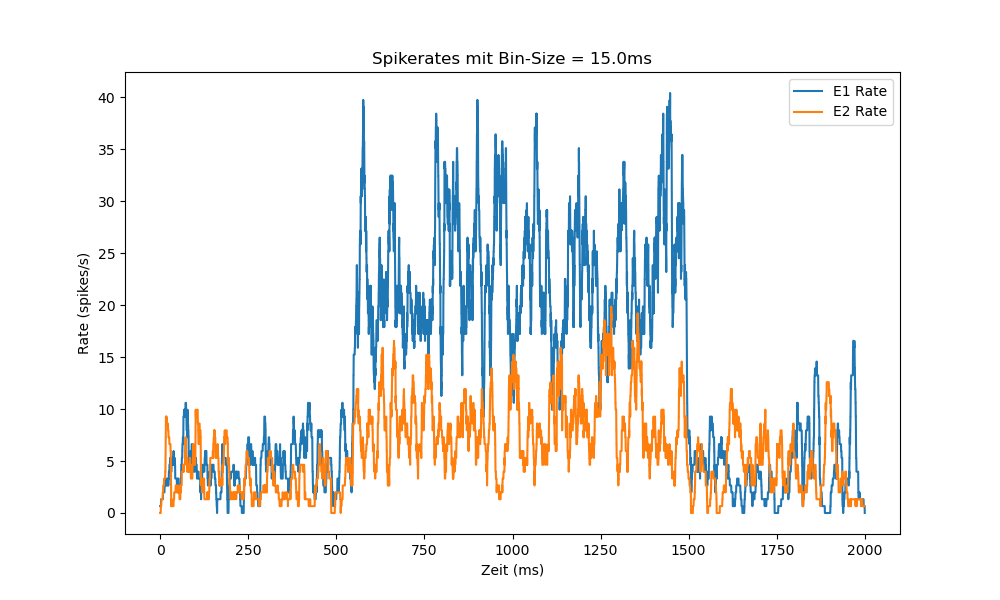 Spikerates mit Bin-Size = 15.0ms
E1 Rate
E2 Rate
40
35
30
25
20
15
10
5
0
Rate (spikes/s)
0 250 500 750 1000 1250 1500 1750 2000
Zeit (ms)